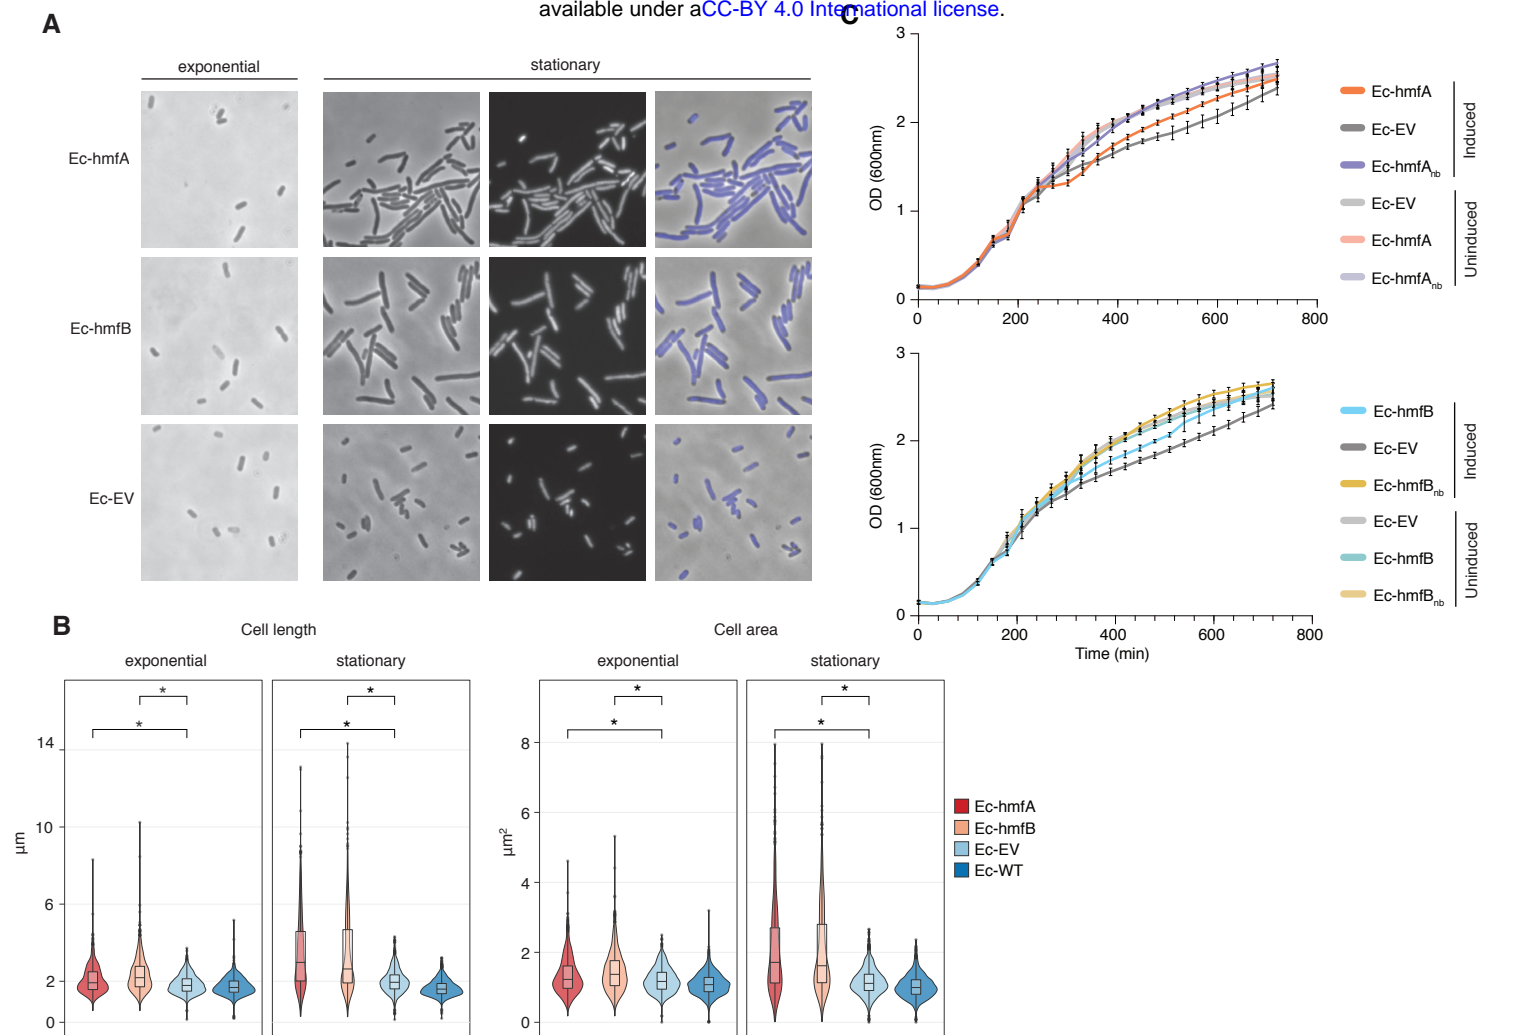 available under aCC-BY 4.0 International license.
A
exponential
stationary
Ec-hmfA
Ec-hmfB
Ec-EV
C
3
2
1
0
OD (600nm)
0
200
400
600
800
Ec-hmfA
Ec-EV
Ec-hmfAnb
Induced
Ec-EV
Ec-hmfA
Ec-hmfAnb
Uninduced
3
2
1
0
OD (600nm)
0
200
400
600
800
Time (min)
Ec-hmfB
Ec-EV
Ec-hmfBnb
Induced
Ec-EV
Ec-hmfB
Ec-hmfBnb
Uninduced
B
Cell length
exponential
stationary
* *
* *
14
10
6
2
0
µm
Cell area
exponential
stationary
* *
* *
8
6
4
2
0
µm2
Ec-hmfA
Ec-hmfB
Ec-EV
Ec-WT